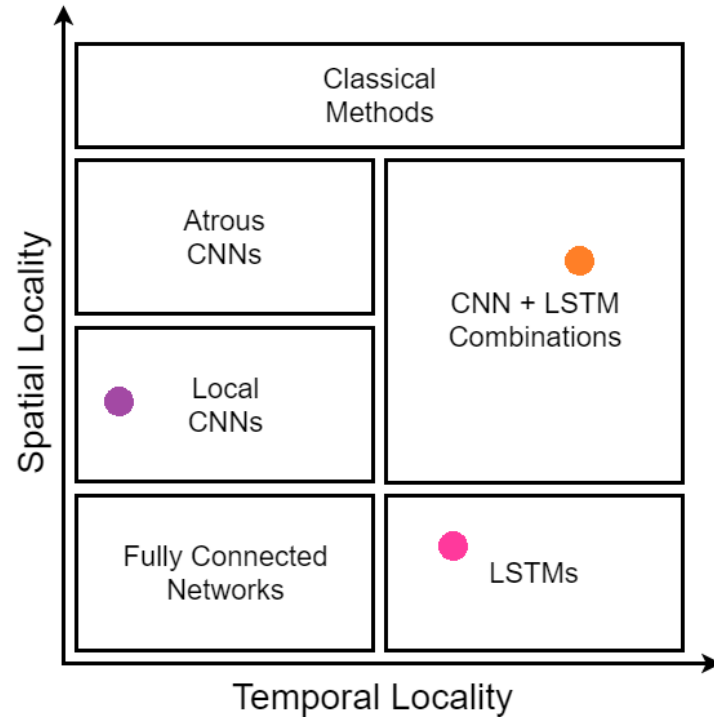 Classical
Methods
Atrous
CNNs
CNN + LSTM
Combinations
Local
CNNs
Fully Connected
Networks
LSTMs
Spatial Locality
Temporal Locality